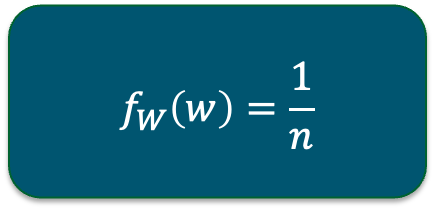 f_W(w) = 1/n